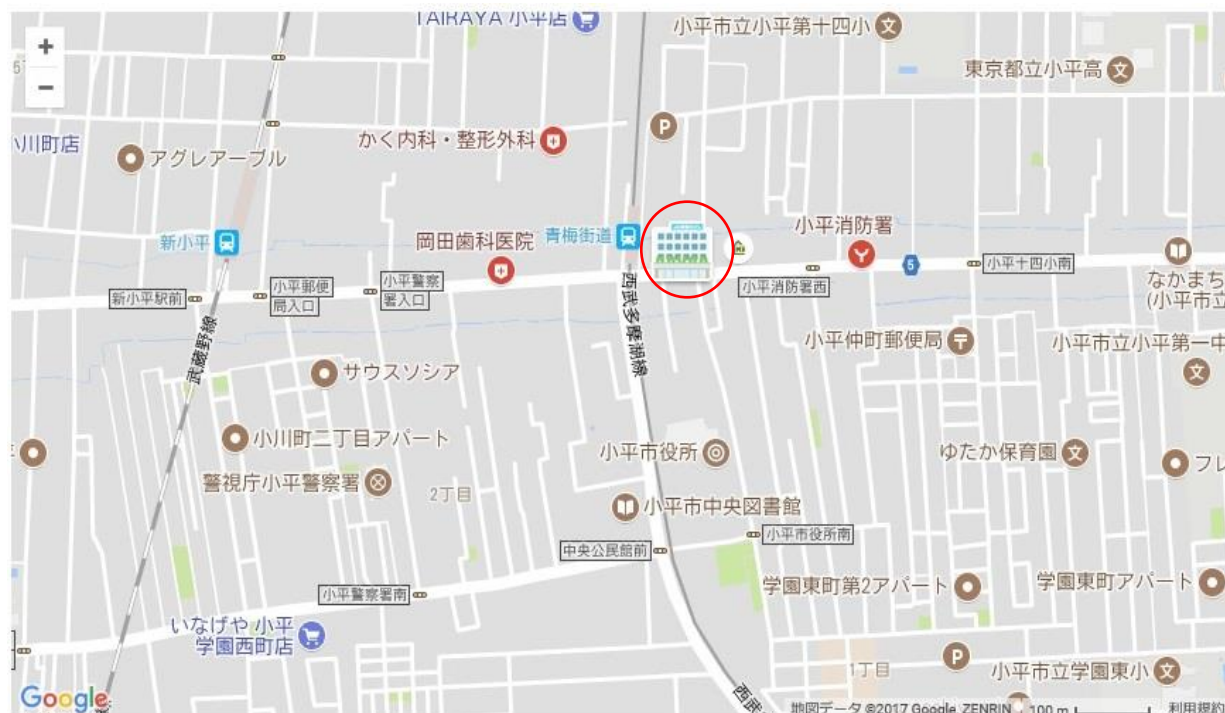 TAIRAYA 小平店
小平市立小平第十四小
東京都立小平高
+
−
小川町店
アグレアーブル
かく内科・整形外科
P
新小平
岡田歯科医院
青梅街道
小平消防署
5
小平十四小南
なかまち
(小平市立
新小平駅前
小平郵便
局入口
小平警察
署入口
小平消防署西
武蔵野線
西武多摩湖線
小平仲町郵便局
小平市立小平第一中
サウスソシア
小川町二丁目アパート
小平市役所
ゆたか保育園
フレ
警視庁小平警察署
2丁目
小平市中央図書館
中央公民館前
小平市役所南
小平警察署南
学園東町第2アパート
学園東町アパート
いなげや 小平
学園西町店
1丁目
P
小平市立学園東小
西武
Google
地図データ ©2017 Google, ZENRIN
100 m
利用規約